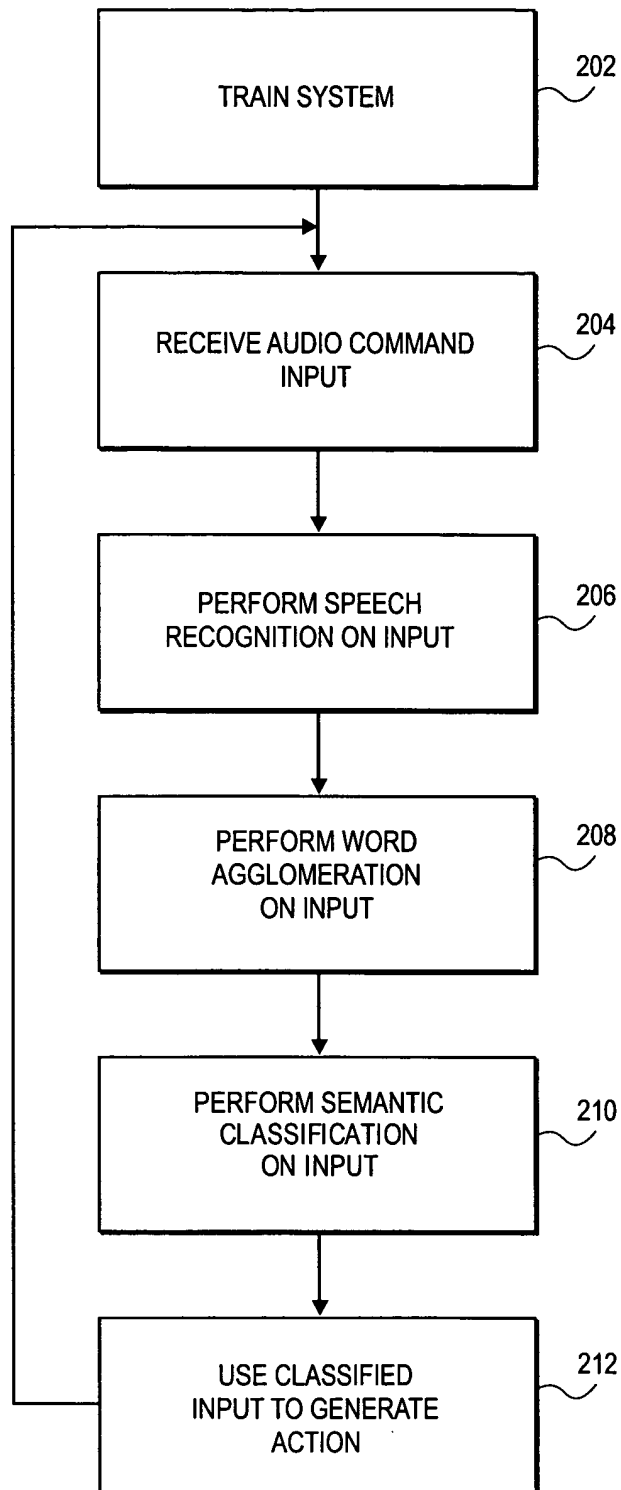 TRAIN SYSTEM
202
RECEIVE AUDIO COMMAND
INPUT
204
PERFORM SPEECH
RECOGNITION ON INPUT
206
PERFORM WORD
AGGLOMERATION
ON INPUT
208
PERFORM SEMANTIC
CLASSIFICATION
ON INPUT
210
USE CLASSIFIED
INPUT TO GENERATE
ACTION
212